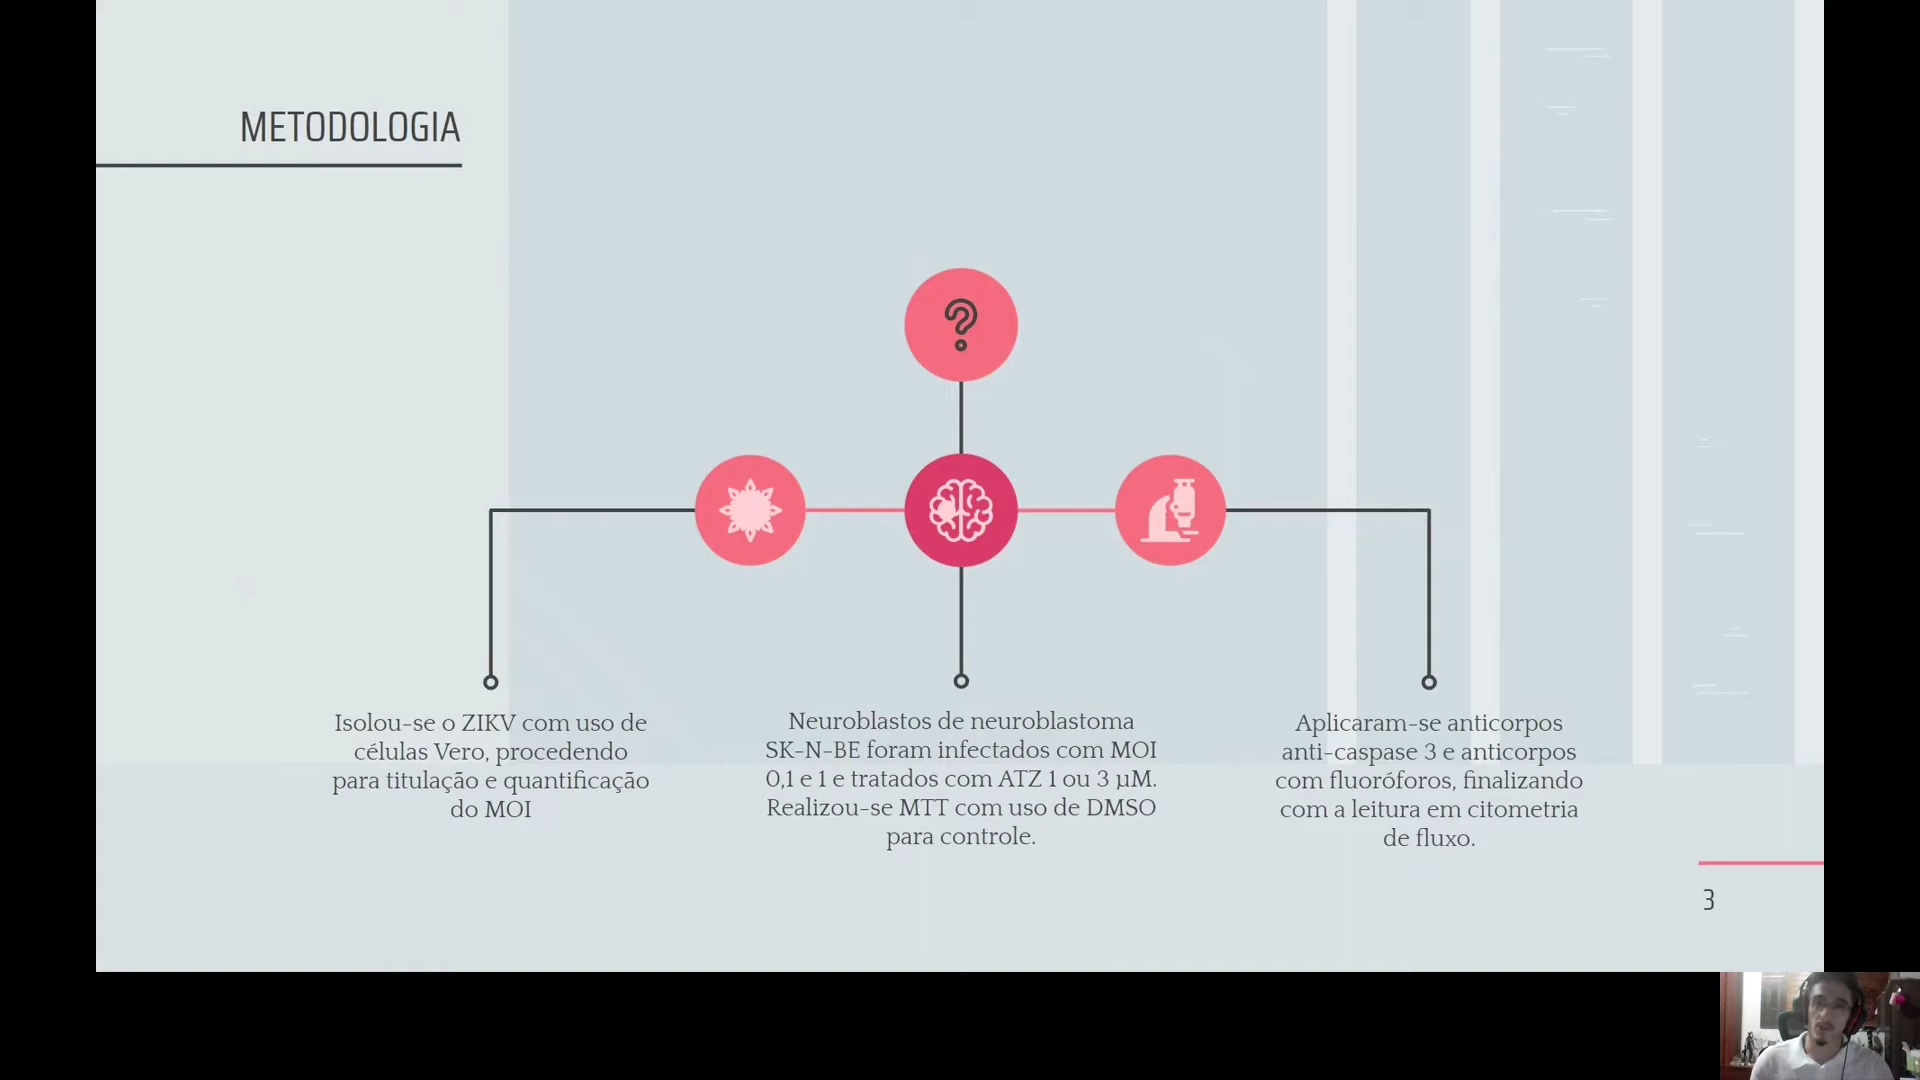 METODOLOGIA
?
Isolou-se o ZIKV com uso de
células Vero, procedendo
para titulação e quantificação
do MOI
Neuroblastos de neuroblastoma
SK-N-BE foram infectados com MOI
0,1 e 1 e tratados com ATZ 1 ou 3 µM.
Realizou-se MTT com uso de DMSO
para controle.
Aplicaram-se anticorpos
anti-caspase 3 e anticorpos
com fluoróforos, finalizando
com a leitura em citometria
de fluxo.
3